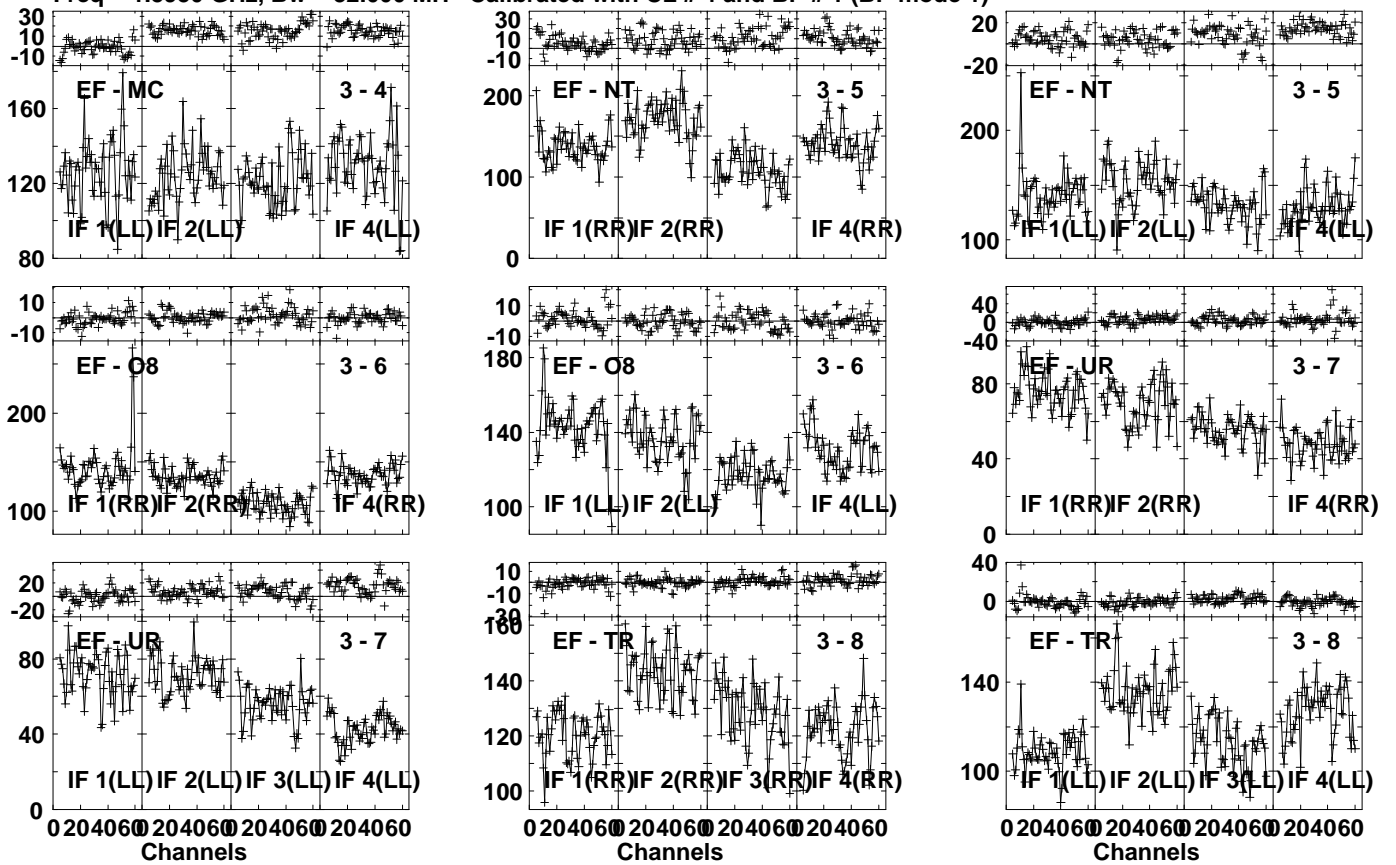 Calibrated with CL # 4 and BP # 1 (BP mode 1)
30
10
-10
160
120
80
EF - MC 3 - 4
IF 1(LL) IF 2(LL) IF 4(LL)
30
10
-10
200
100
0
EF - NT 3 - 5
IF 1(RR) IF 2(RR) IF 4(RR)
20
-20
200
100
EF - NT 3 - 5
IF 1(LL) IF 2(LL) IF 4(LL)
10
-10
200
100
EF - O8 3 - 6
IF 1(RR) IF 2(RR) IF 4(RR)
10
-10
180
140
100
EF - O8 3 - 6
IF 1(LL) IF 2(LL) IF 4(LL)
40
0
-40
80
40
0
EF - UR 3 - 7
IF 1(RR) IF 2(RR) IF 4(RR)
20
-20
80
40
0
EF - UR 3 - 7
IF 1(LL) IF 2(LL) IF 3(LL) IF 4(LL)
0 204060 0 204060 0 204060 0 204060
Channels
10
-10
-30
160
140
120
100
EF - TR 3 - 8
IF 1(RR) IF 2(RR) IF 3(RR) IF 4(RR)
0 204060 0 204060 0 204060 0 204060
Channels
40
0
140
100
EF - TR 3 - 8
IF 1(LL) IF 2(LL) IF 3(LL) IF 4(LL)
0 204060 0 204060 0 204060 0 204060
Channels